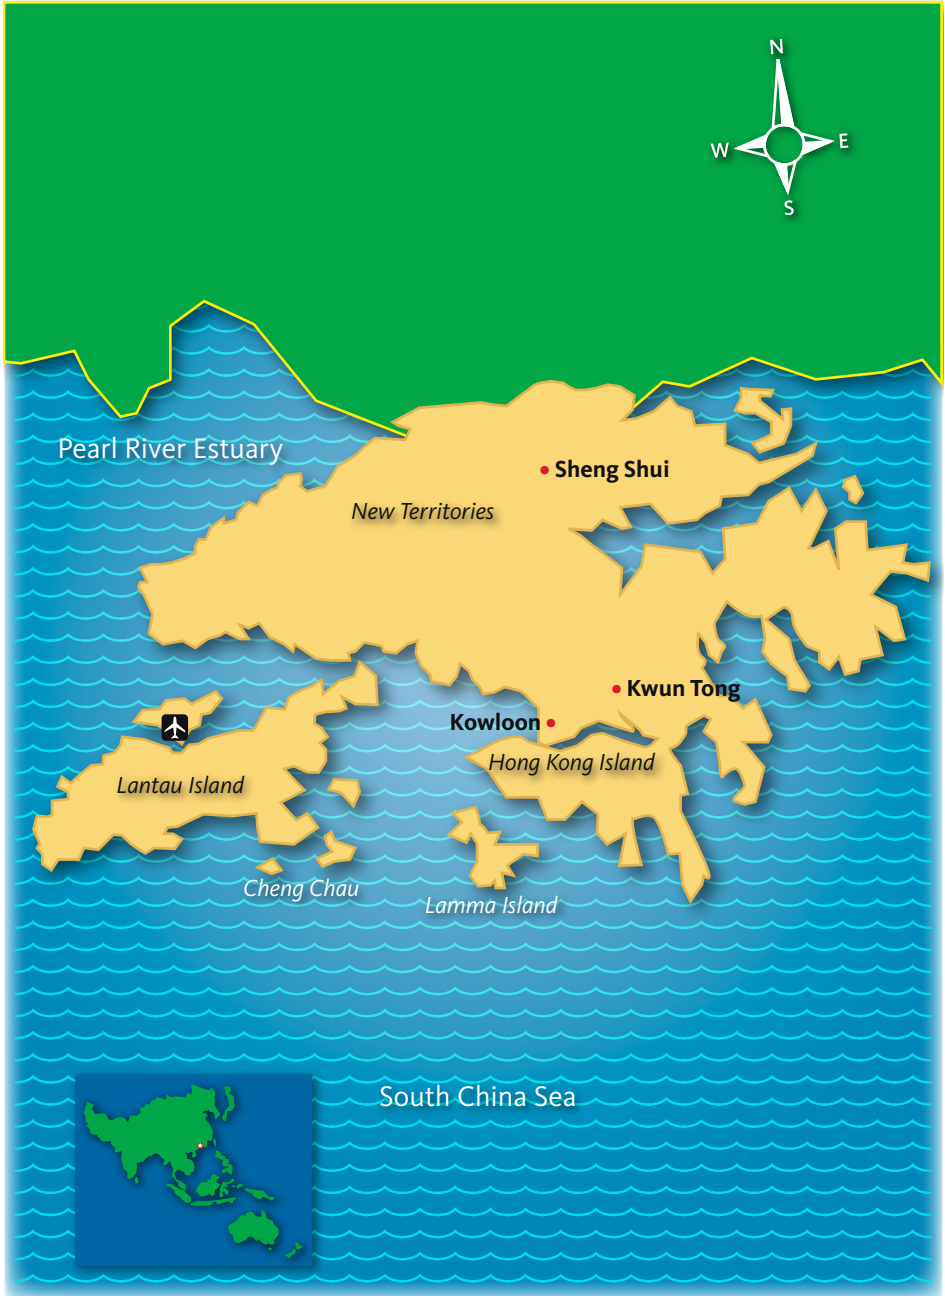 N
W
E
S
Pearl River Estuary
Sheng Shui
New Territories
Kwun Tong
Kowloon
Hong Kong Island
Lantau Island
Cheng Chau
Lamma Island
South China Sea